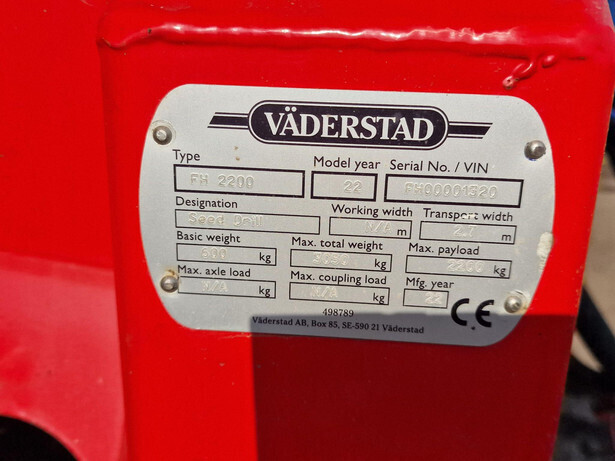 VÄDERSTAD
Type Model year Serial No. / VIN
FH 2200 22 FH00001320
Designation Working width Transport width
Seed Drill N/A m m
Basic weight Max. total weight Max. payload
kg kg 2200 kg
Max. axle load Max. coupling load Mfg. year
N/A kg N/A kg 22
CE
498789
Väderstad AB, Box 85, SE-590 21 Väderstad